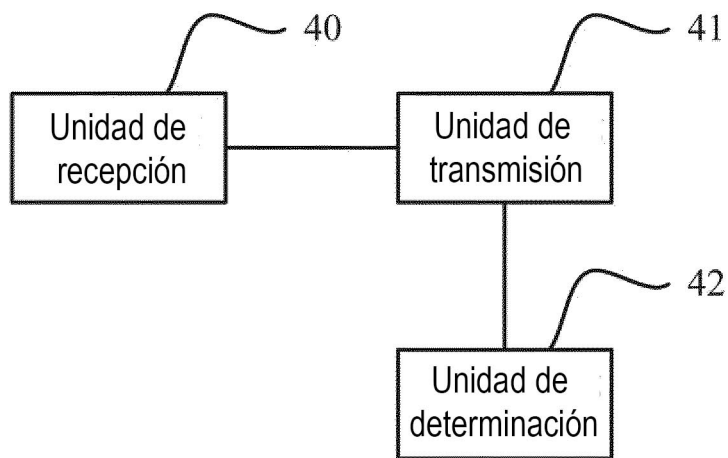 40
41
Unidad de
recepción
Unidad de
transmisión
42
Unidad de
determinación